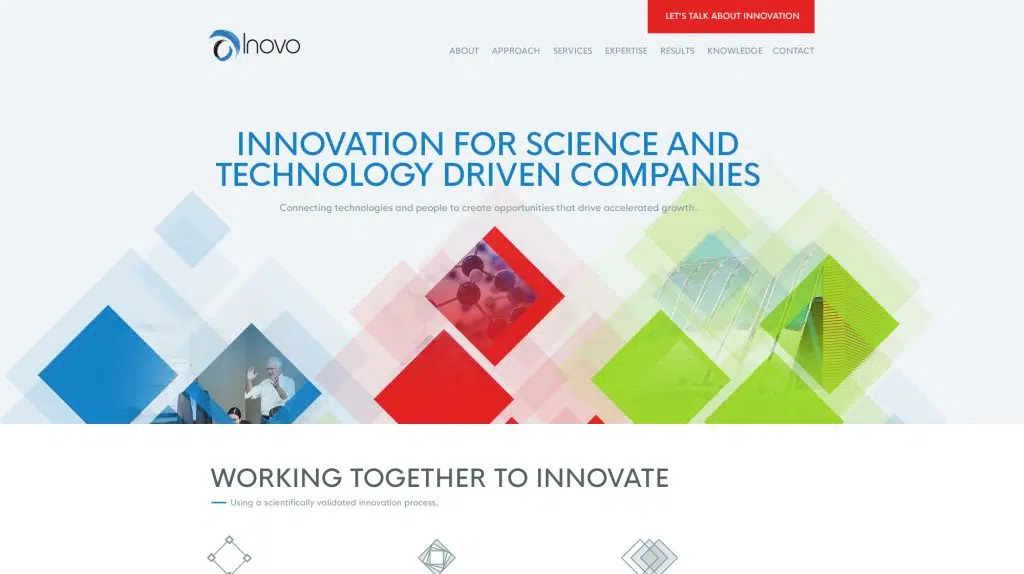 LET'S TALK ABOUT INNOVATION
Inovo
ABOUT APPROACH SERVICES EXPERTISE RESULTS KNOWLEDGE CONTACT
INNOVATION FOR SCIENCE AND
TECHNOLOGY DRIVEN COMPANIES
Connecting technologies and people to create opportunities that drive accelerated growth.
WORKING TOGETHER TO INNOVATE
Using a scientifically validated innovation process.